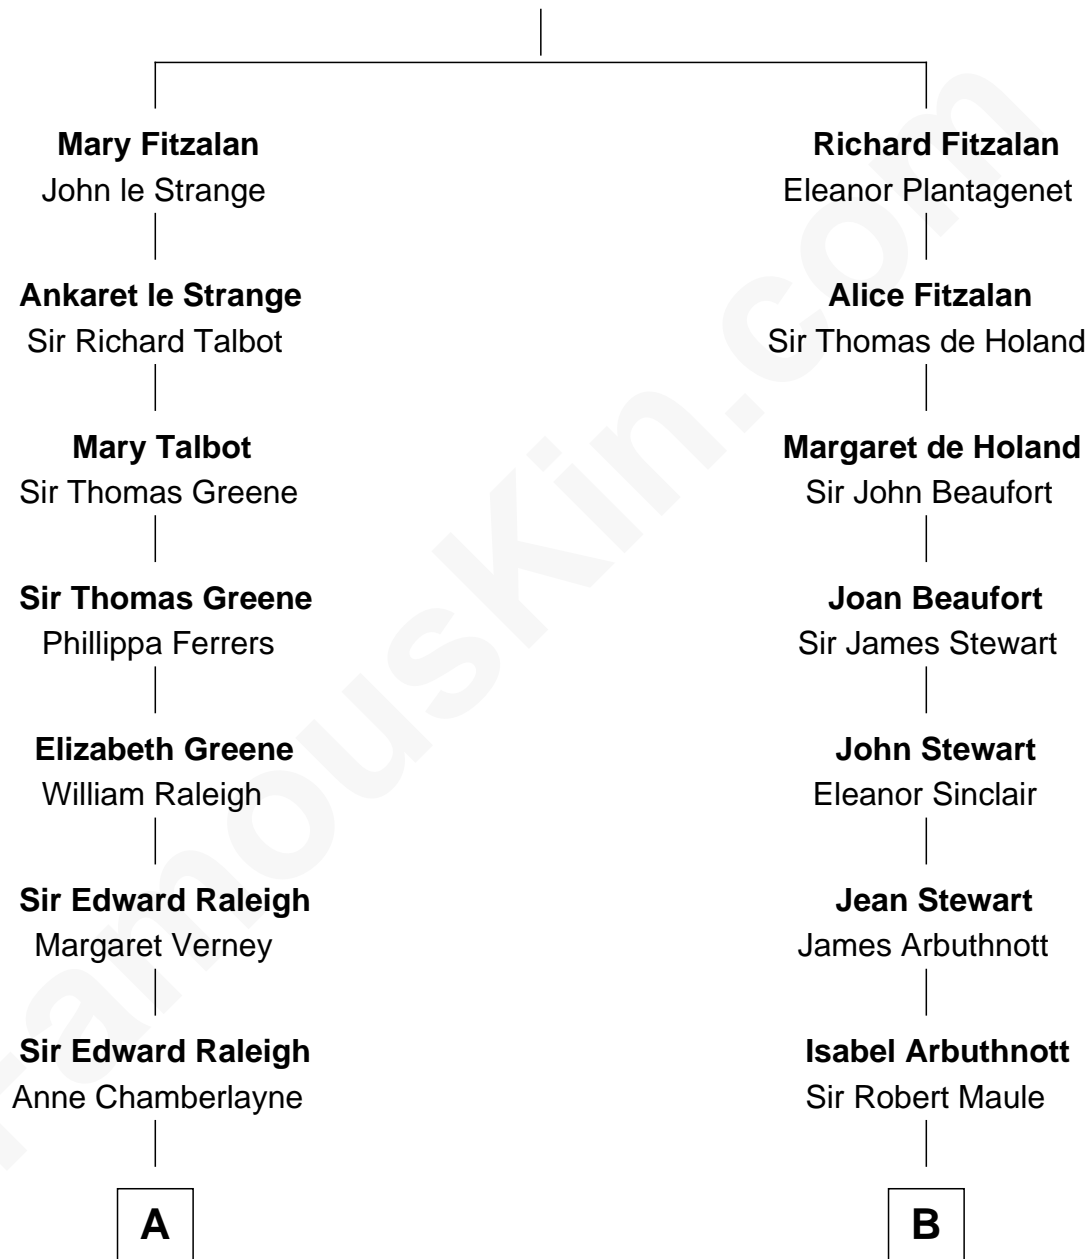 Mary Fitzalan
John le Strange
Ankaret le Strange
Sir Richard Talbot
Mary Talbot
Sir Thomas Greene
Sir Thomas Greene
Phillippa Ferrers
Elizabeth Greene
William Raleigh
Sir Edward Raleigh
Margaret Verney
Sir Edward Raleigh
Anne Chamberlayne
A
Richard Fitzalan
Eleanor Plantagenet
Alice Fitzalan
Sir Thomas de Holand
Margaret de Holand
Sir John Beaufort
Joan Beaufort
Sir James Stewart
John Stewart
Eleanor Sinclair
Jean Stewart
James Arbuthnott
Isabel Arbuthnott
Sir Robert Maule
B
FamousKin.com